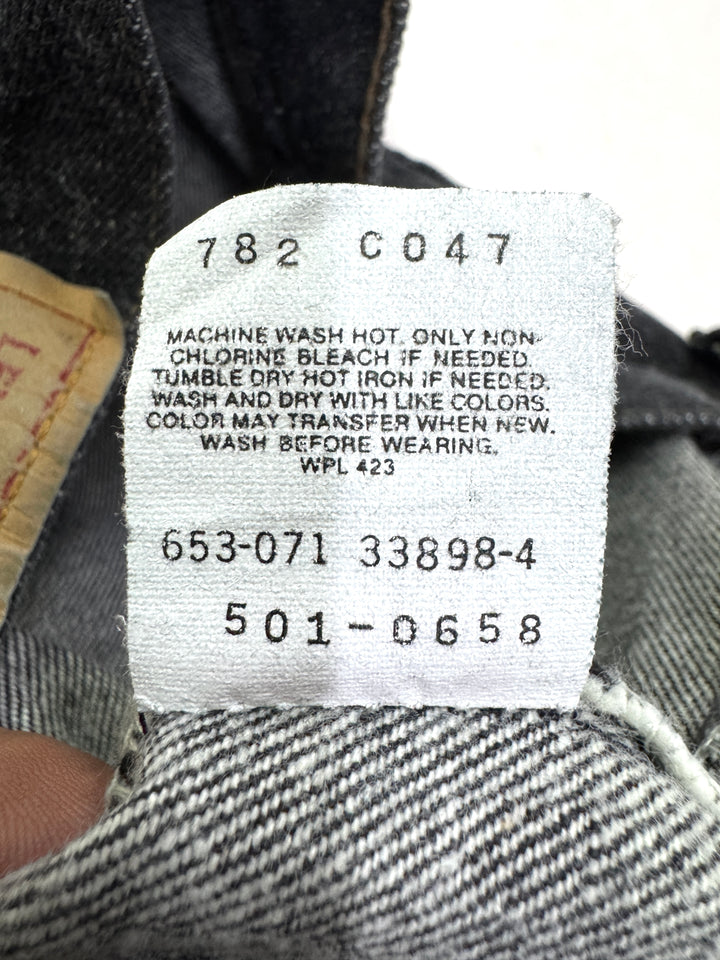 782 C047
MACHINE WASH HOT. ONLY NON-
CHLORINE BLEACH IF NEEDED.
TUMBLE DRY HOT IRON IF NEEDED.
WASH AND DRY WITH LIKE COLORS.
COLOR MAY TRANSFER WHEN NEW.
WASH BEFORE WEARING.
WPL 423
653-071 33898-4
501-0658